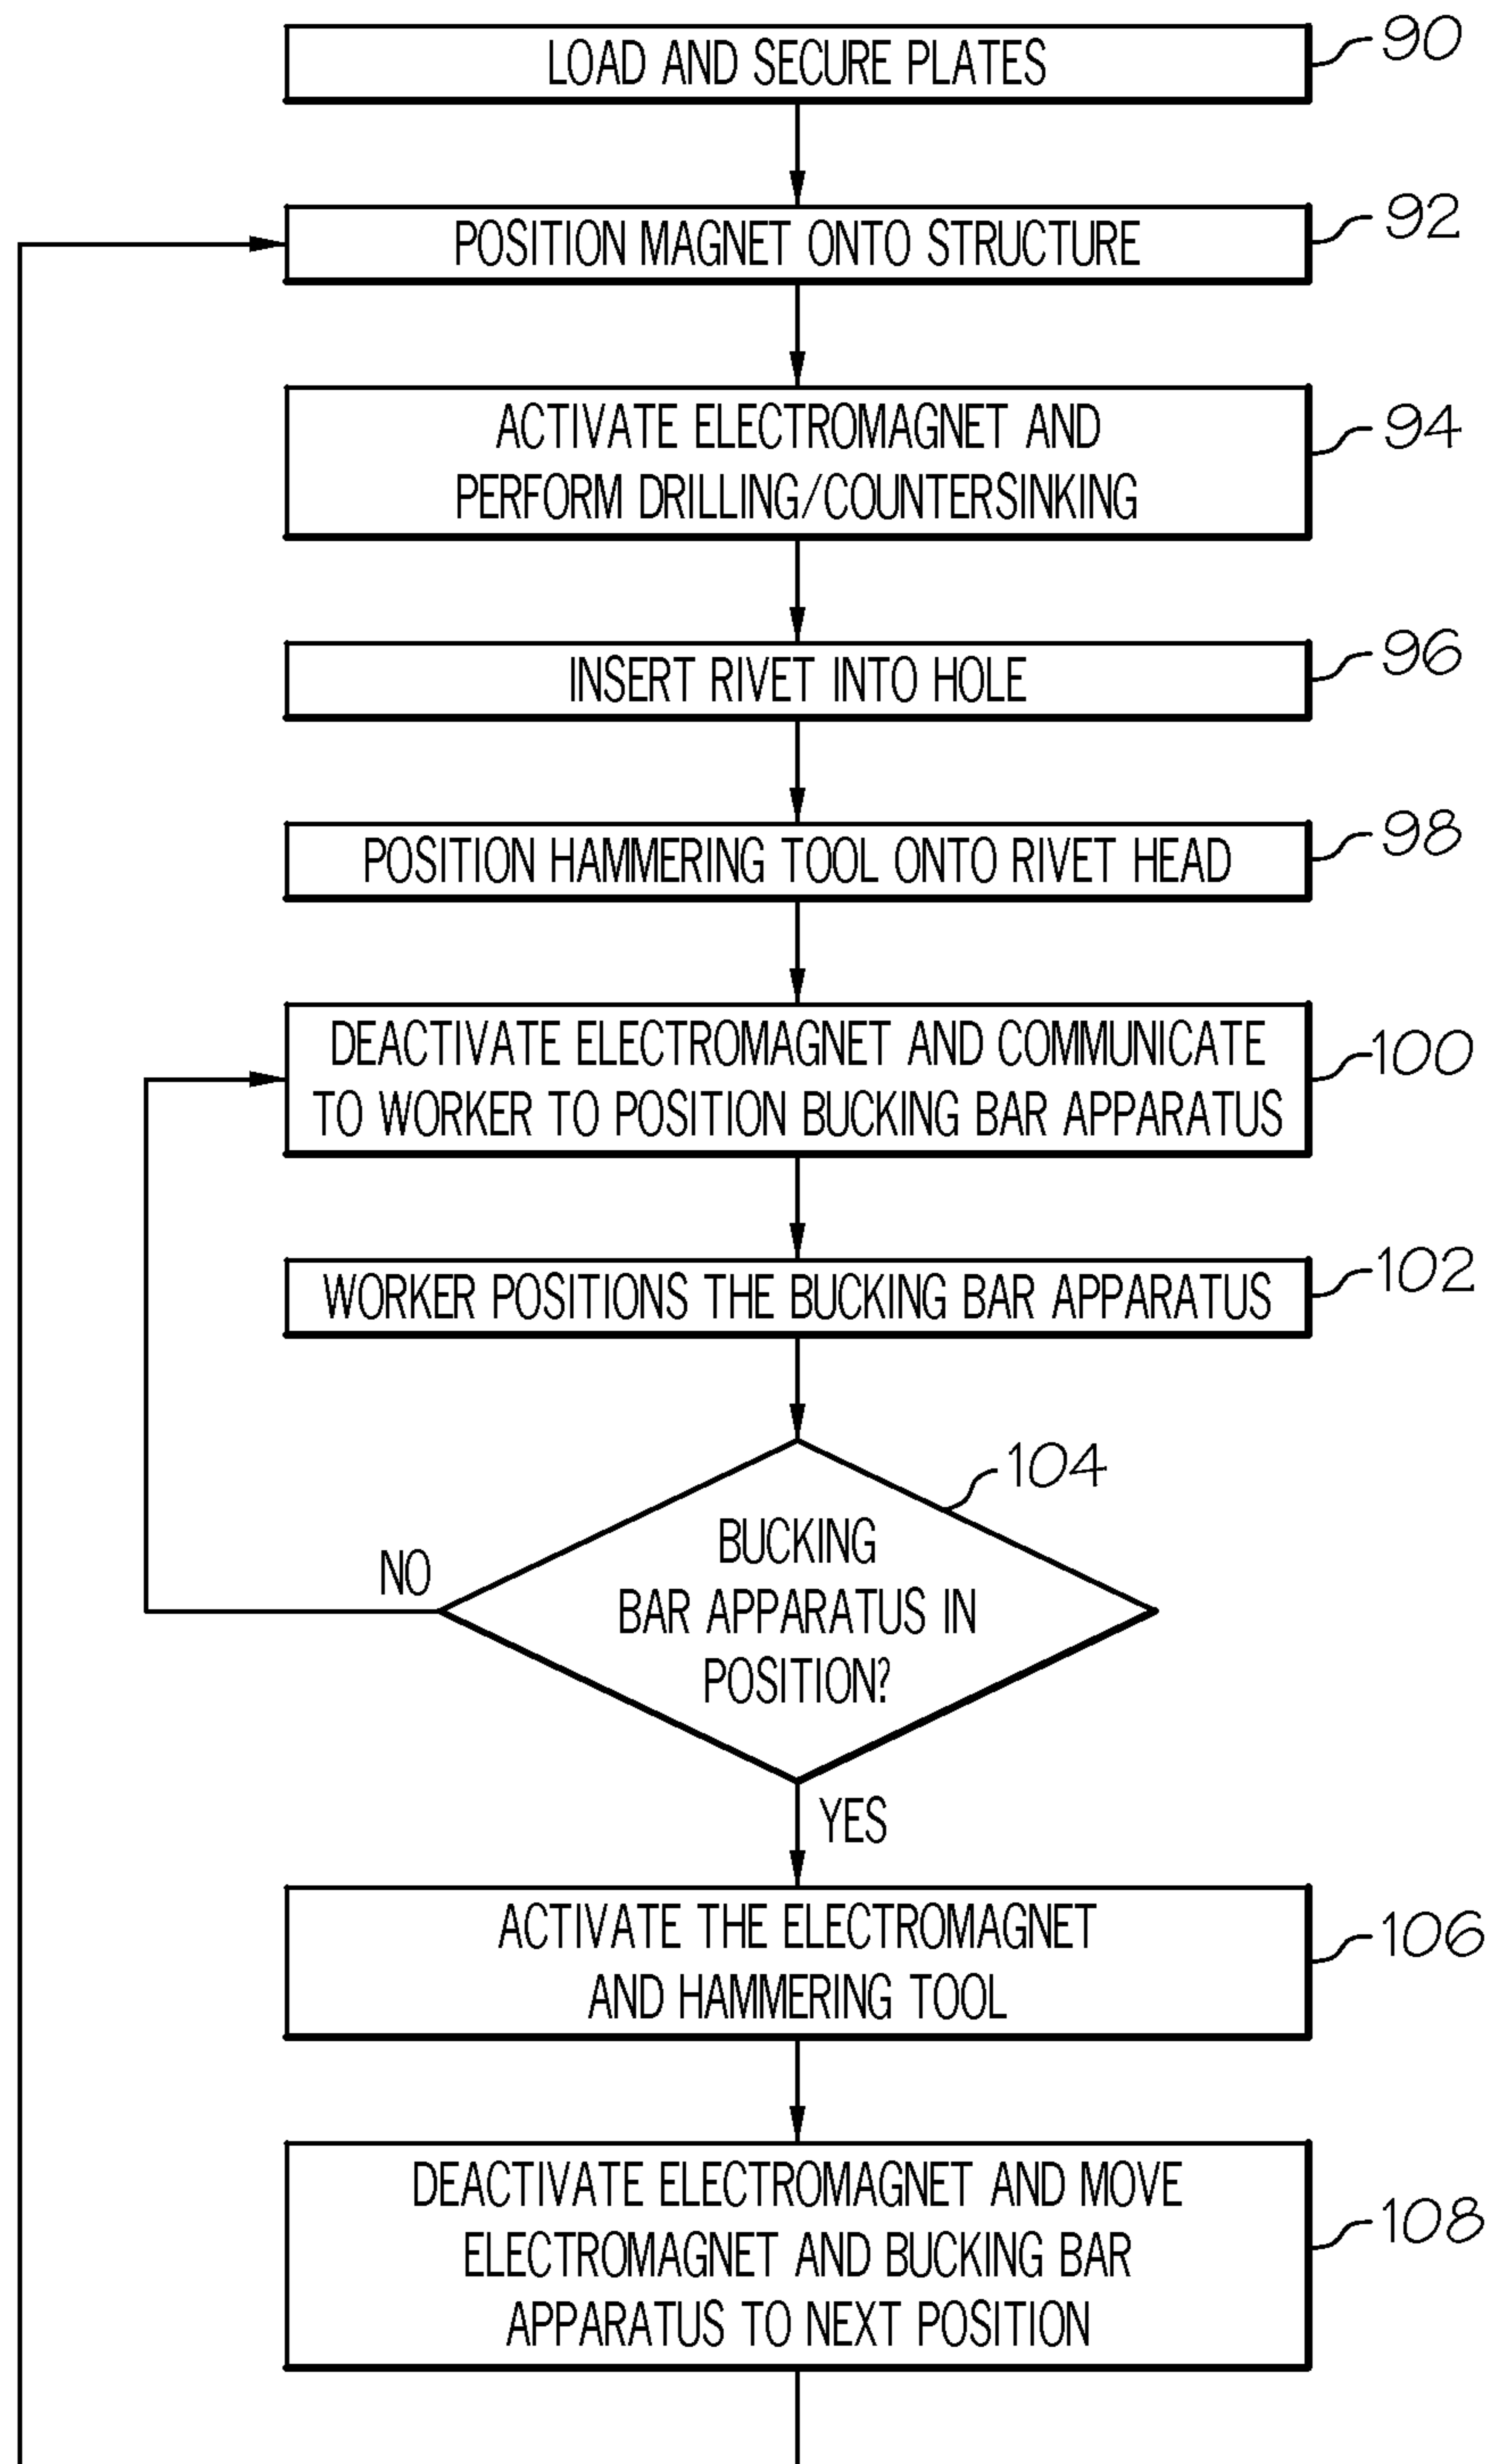 LOAD AND SECURE PLATES
90
POSITION MAGNET ONTO STRUCTURE
92
ACTIVATE ELECTROMAGNET AND
PERFORM DRILLING/COUNTERSINKING
94
INSERT RIVET INTO HOLE
96
POSITION HAMMERING TOOL ONTO RIVET HEAD
98
DEACTIVATE ELECTROMAGNET AND COMMUNICATE
TO WORKER TO POSITION BUCKING BAR APPARATUS
100
WORKER POSITIONS THE BUCKING BAR APPARATUS
102
104
BUCKING
BAR APPARATUS IN
POSITION?
NO
YES
ACTIVATE THE ELECTROMAGNET
AND HAMMERING TOOL
106
DEACTIVATE ELECTROMAGNET AND MOVE
ELECTROMAGNET AND BUCKING BAR
APPARATUS TO NEXT POSITION
108